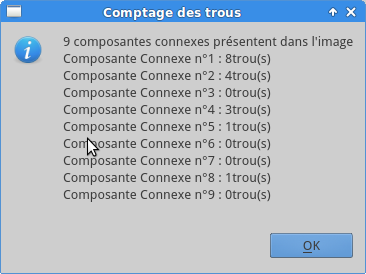 Comptage des trous
9 composantes connexes présentent dans l'image
Composante Connexe n°1 : 8trou(s)
Composante Connexe n°2 : 4trou(s)
Composante Connexe n°3 : 0trou(s)
Composante Connexe n°4 : 3trou(s)
Composante Connexe n°5 : 1trou(s)
Composante Connexe n°6 : 0trou(s)
Composante Connexe n°7 : 0trou(s)
Composante Connexe n°8 : 1trou(s)
Composante Connexe n°9 : 0trou(s)
OK